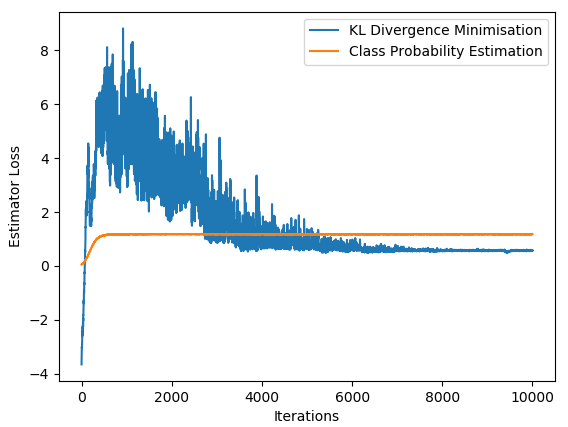 KL Divergence Minimisation
Class Probability Estimation
Estimator Loss
8
6
4
2
0
−2
−4
0 2000 4000 6000 8000 10000
Iterations